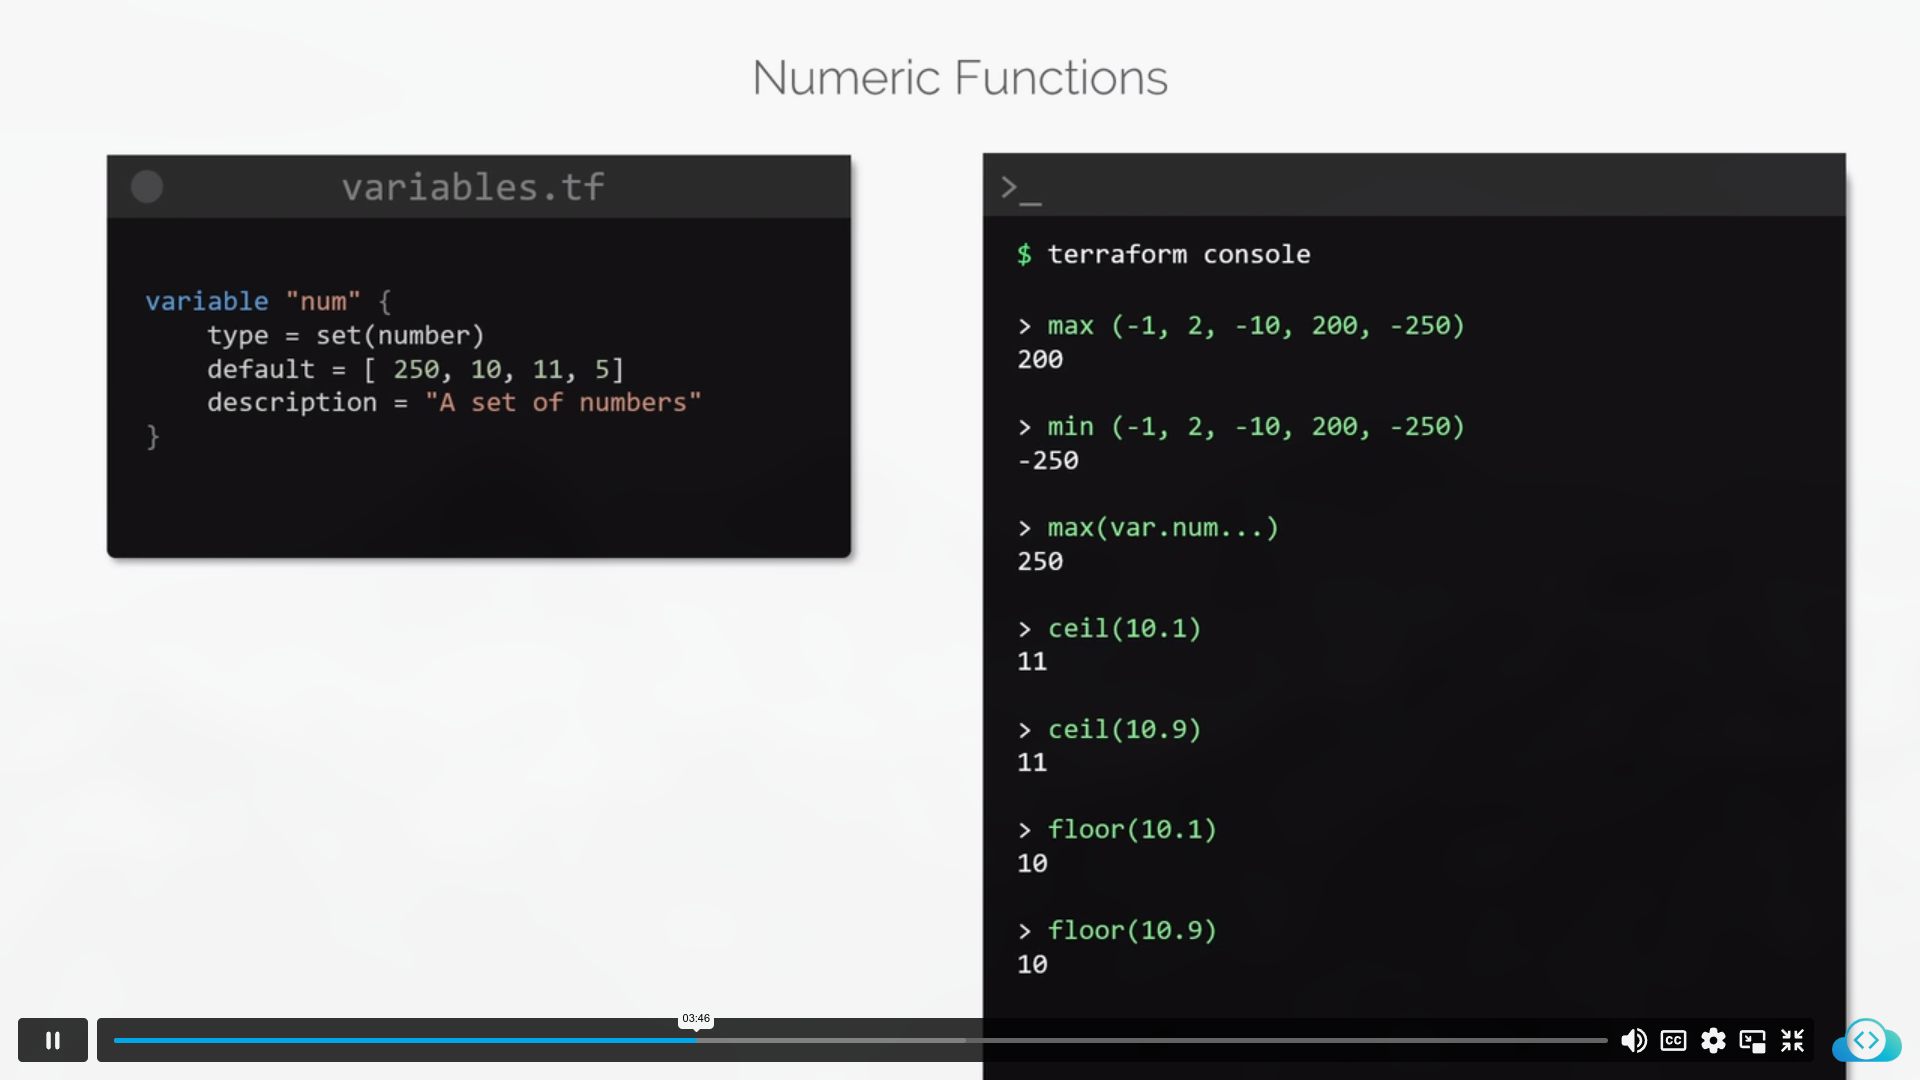 Numeric Functions
variables.tf
variable "num" {
    type = set(number)
    default = [ 250, 10, 11, 5]
    description = "A set of numbers"
}
>_
$ terraform console
> max (-1, 2, -10, 200, -250)
200
> min (-1, 2, -10, 200, -250)
-250
> max(var.num...)
250
> ceil(10.1)
11
> ceil(10.9)
11
> floor(10.1)
10
> floor(10.9)
10
03:46
CC